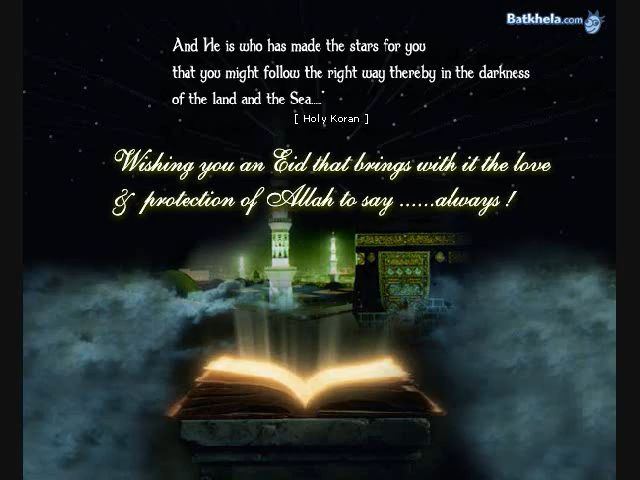 Batkhela.com
And He is who has made the stars for you
that you might follow the right way thereby in the darkness
of the land and the Sea....”
[ Holy Koran ]
Wishing you an Eid that brings with it the love
& protection of Allah to say ......always !